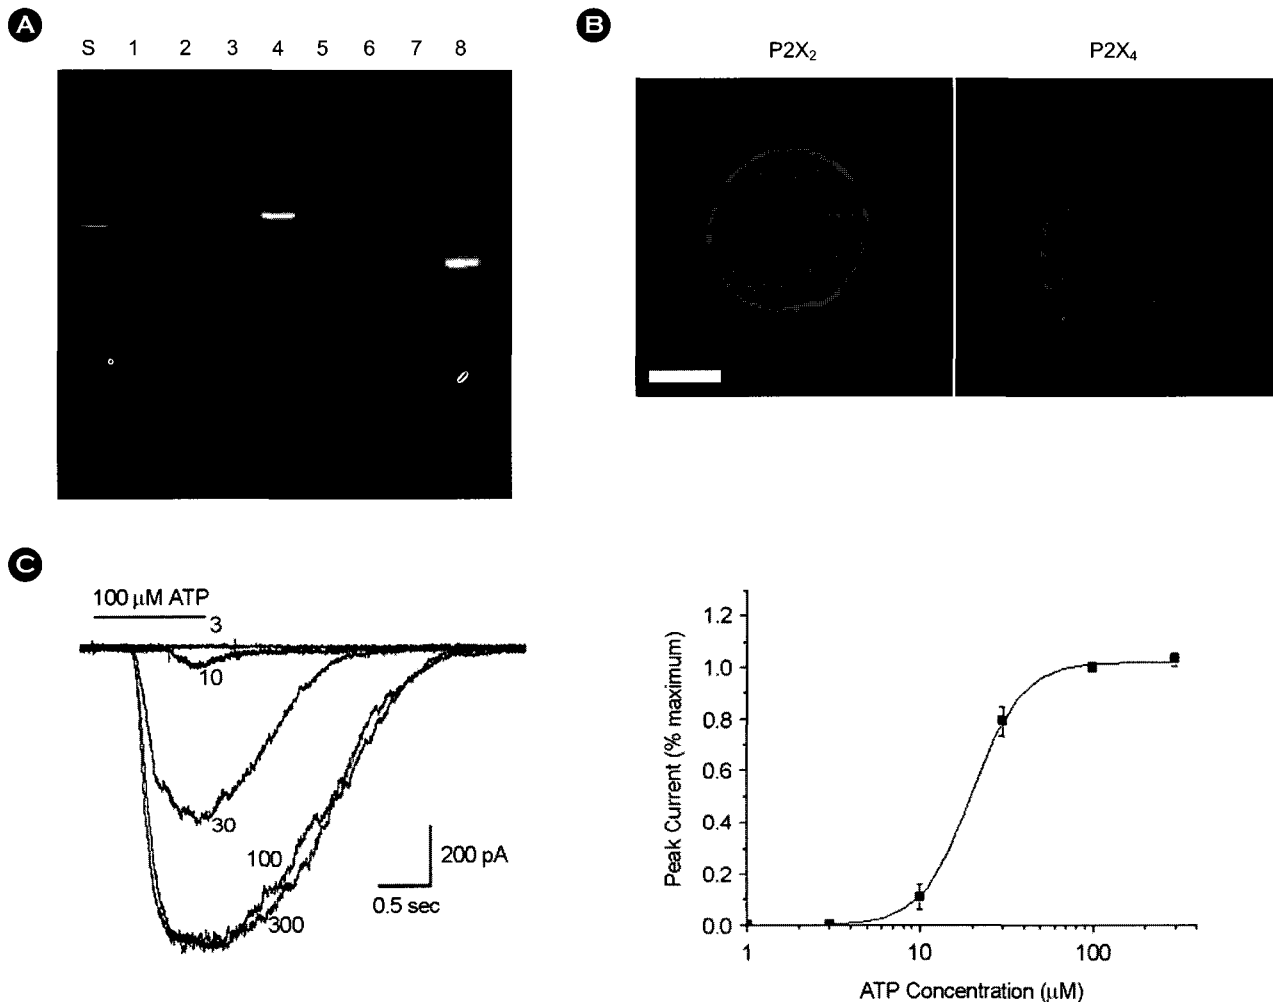 A
S 1 2 3 4 5 6 7 8
B
P2X₂ P2X₄
C
100 μM ATP
3
10
30
100
300
200 pA
0.5 sec
Peak Current (% maximum)
1.2
1.0
0.8
0.6
0.4
0.2
0.0
1 10 100
ATP Concentration (μM)